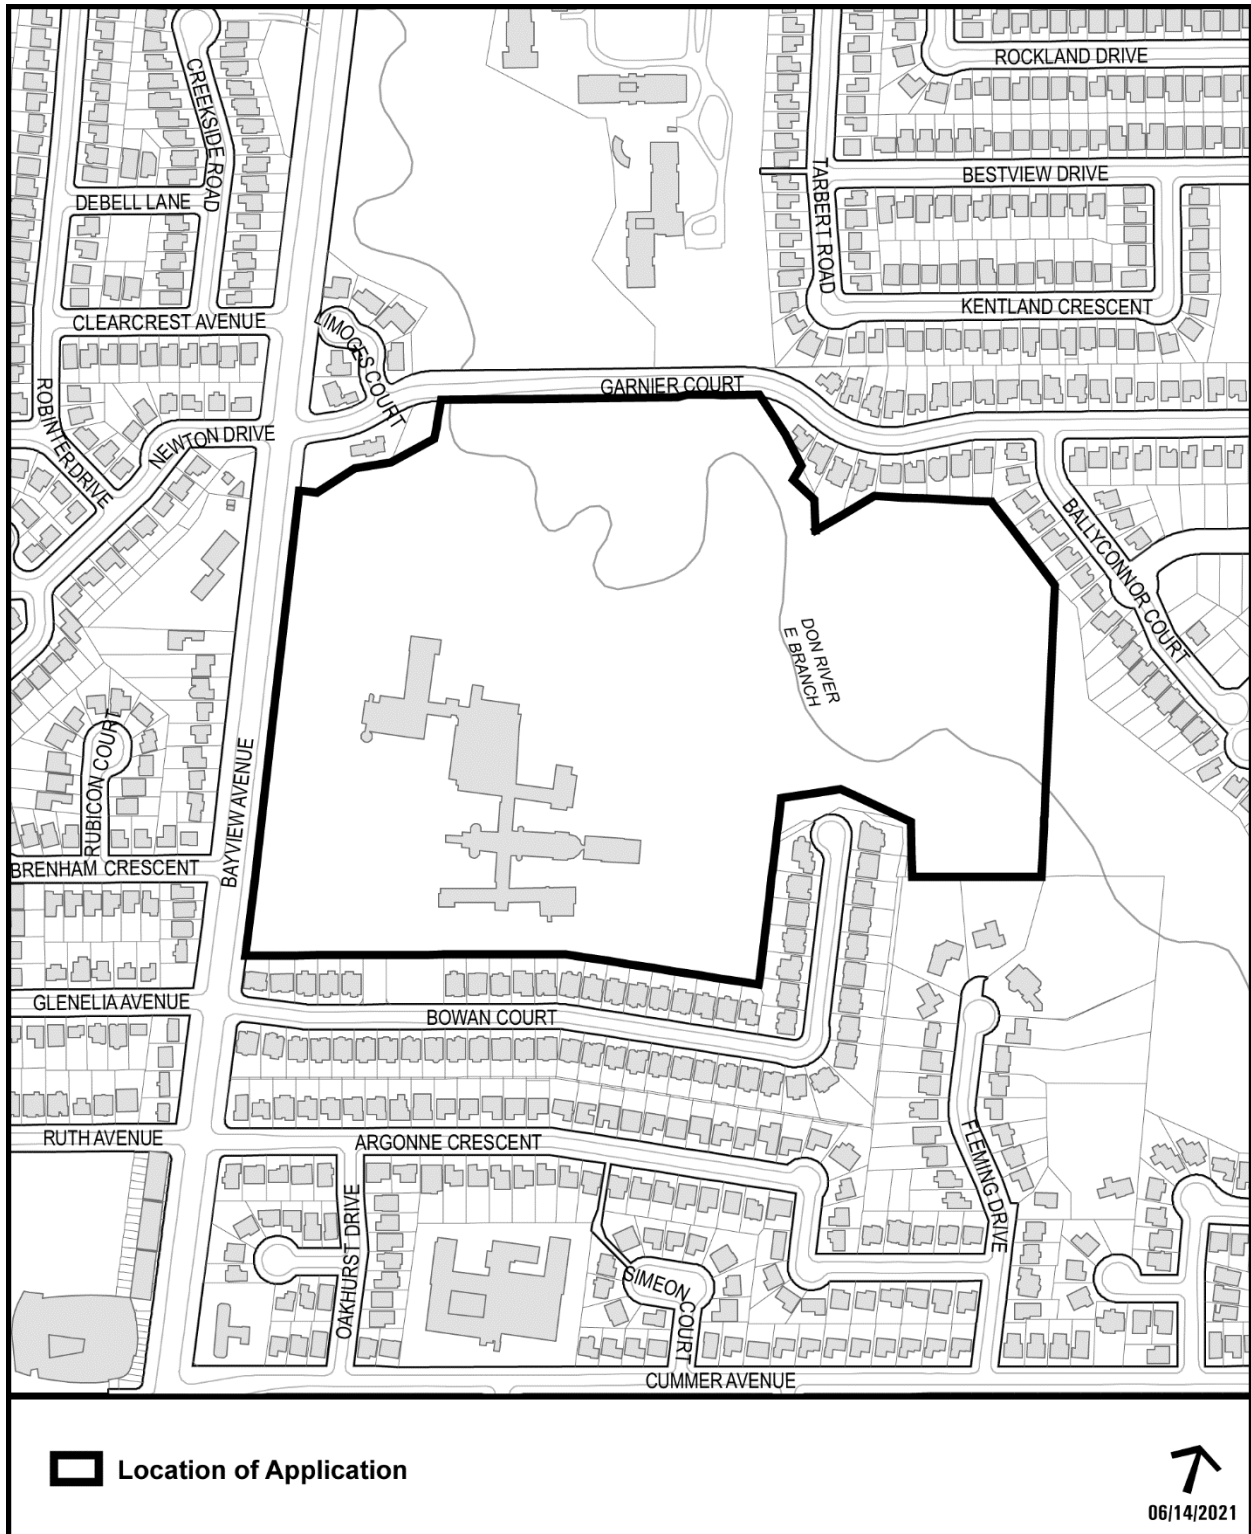 ROCKLAND DRIVE
CREEKSIDE ROAD
TARBERT ROAD
BESTVIEW DRIVE
DEBELL LANE
KENTLAND CRESCENT
CLEARCREST AVENUE
LIMOGES COURT
GARNIER COURT
ROBINTER DRIVE
NEWTON DRIVE
BALLYCONNOR COURT
DON RIVER
E BRANCH
RUBICON COURT
BAYVIEW AVENUE
BRENHAM CRESCENT
GLENELIA AVENUE
BOWAN COURT
RUTH AVENUE
ARGONNE CRESCENT
FLEMING DRIVE
OAKHURST DRIVE
SIMEON
COURT
CUMMER AVENUE
Location of Application
06/14/2021